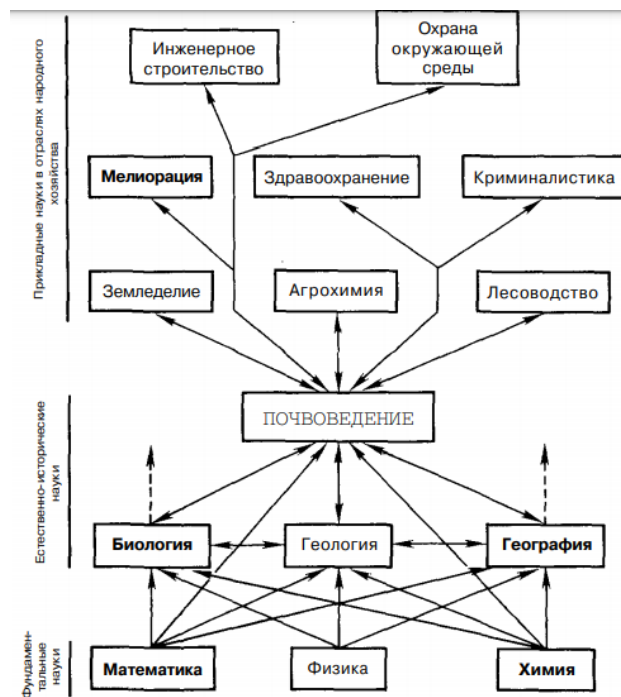 Прикладные науки в отраслях народного
хозяйства
Инженерное
строительство
Охрана
окружающей
среды
Мелиорация
Здравоохранение
Криминалистика
Земледелие
Агрохимия
Лесоводство
Естественно-исторические
науки
ПОЧВОВЕДЕНИЕ
Биология
Геология
География
Фундамен-
тальные
науки
Математика
Физика
Химия